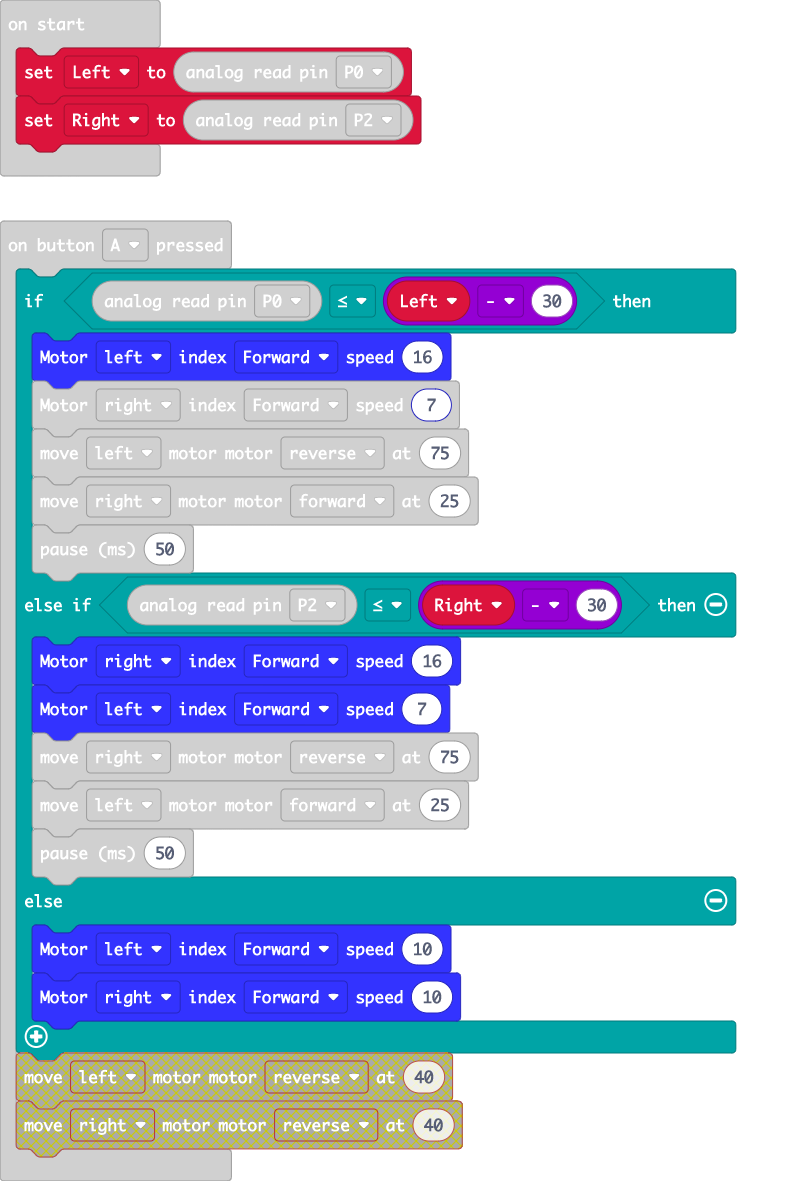 on start
set Left to analog read pin P0
set Right to analog read pin P2
on button A pressed
if analog read pin P0 ≤ Left - 30 then
Motor left index Forward speed 16
Motor right index Forward speed 7
move left motor motor reverse at 75
move right motor motor forward at 25
pause (ms) 50
else if analog read pin P2 ≤ Right - 30 then
Motor right index Forward speed 16
Motor left index Forward speed 7
move right motor motor reverse at 75
move left motor motor forward at 25
pause (ms) 50
else
Motor left index Forward speed 10
Motor right index Forward speed 10
move left motor motor reverse at 40
move right motor motor reverse at 40